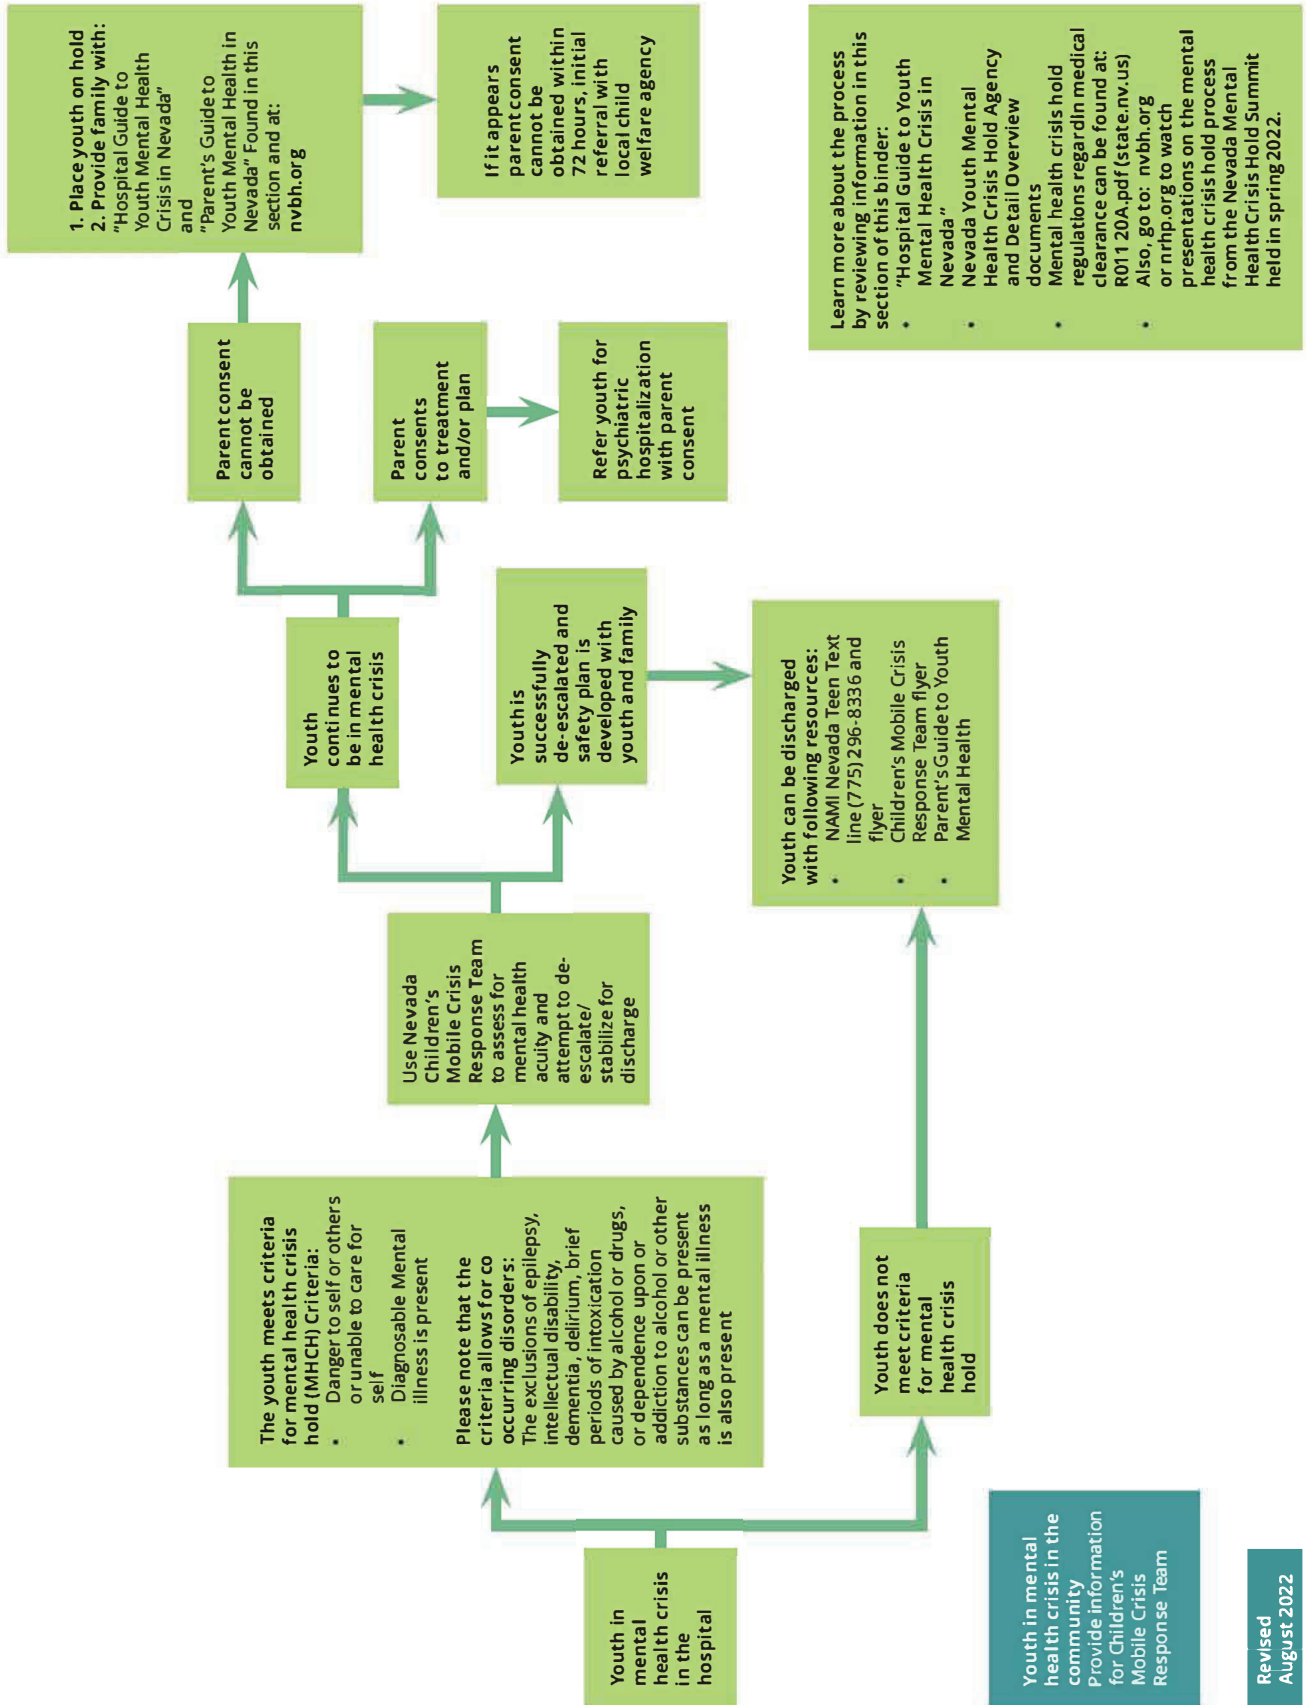 Youth in
mental
health crisis
in the
hospital
The youth meets criteria
for mental health crisis
hold (MHCH) Criteria:
• Danger to self or others
or unable to care for
self
• Diagnosable Mental
illness is present
Please note that the
criteria allows for co
occurring disorders:
The exclusions of epilepsy,
intellectual disability,
dementia, delirium, brief
periods of intoxication
caused by alcohol or drugs,
or dependence upon or
addiction to alcohol or other
substances can be present
as long as a mental illness
is also present
Youth does not
meet criteria
for mental
health crisis
hold
Use Nevada
Children's
Mobile Crisis
Response Team
to assess for
mental health
acuity and
attempt to de-
escalate/
stabilize for
discharge
Youth
continues to
be in mental
health crisis
Youth is
successfully
de-escalated and
safety plan is
developed with
youth and family
Youth can be discharged
with following resources:
• NAMI Nevada Teen Text
line (775) 296-8336 and
flyer
• Children's Mobile Crisis
Response Team flyer
• Parent's Guide to Youth
Mental Health
Parent consent
cannot be
obtained
Parent
consents
to treatment
and/or plan
Refer youth for
psychiatric
hospitalization
with parent
consent
1. Place youth on hold
2. Provide family with:
"Hospital Guide to
Youth Mental Health
Crisis in Nevada"
and
"Parent's Guide to
Youth Mental Health in
Nevada" Found in this
section and at:
nvbh.org
If it appears
parent consent
cannot be
obtained within
72 hours, initial
referral with
local child
welfare agency
Learn more about the process
by reviewing information in this
section of this binder:
• "Hospital Guide to Youth
Mental Health Crisis in
Nevada"
• Nevada Youth Mental
Health Crisis Hold Agency
and Detail Overview
documents
• Mental health crisis hold
regulations regardin medical
clearance can be found at:
R011 20A.pdf (state.nv.us)
• Also, go to: nvbh.org
or nrhp.org to watch
presentations on the mental
health crisis hold process
from the Nevada Mental
Health Crisis Hold Summit
held in spring 2022.
Youth in mental
health crisis in the
community
Provide information
for Children's
Mobile Crisis
Response Team
Revised
August 2022